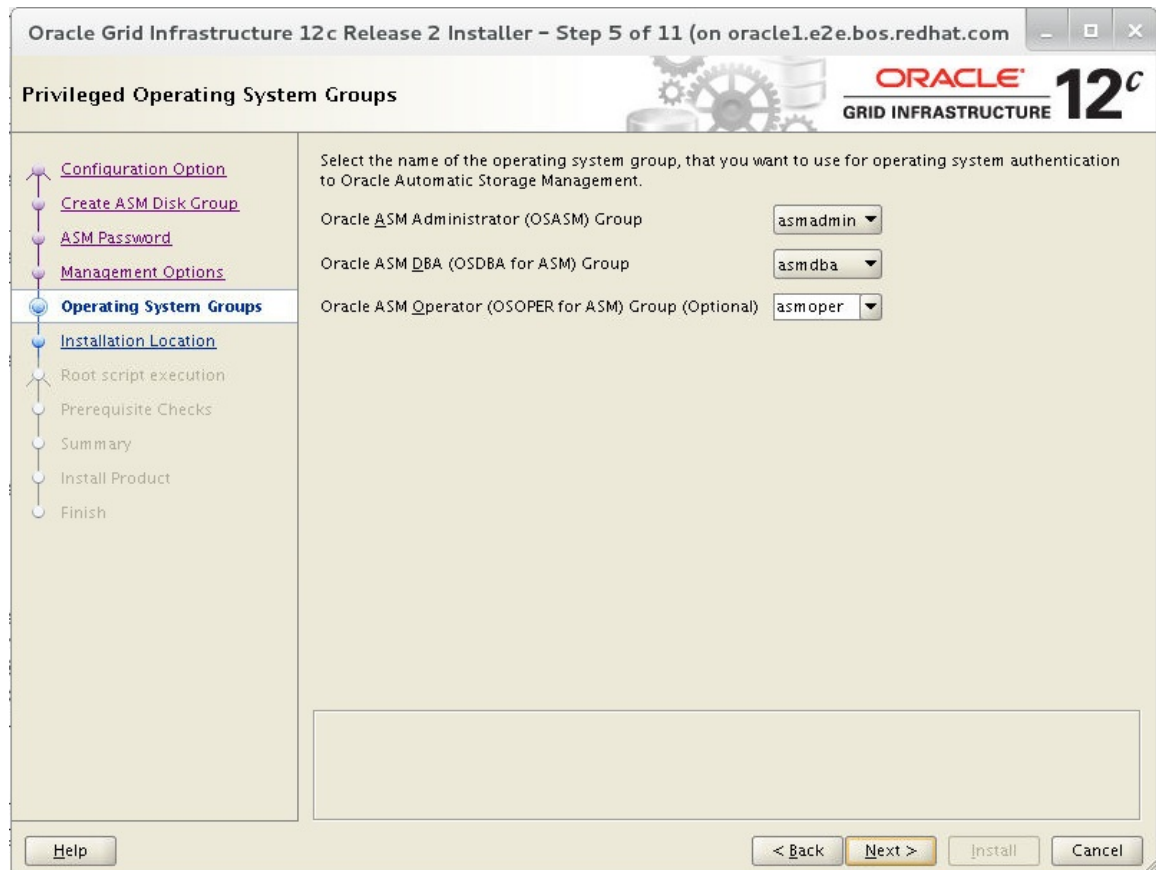 Oracle Grid Infrastructure 12c Release 2 Installer – Step 5 of 11 (on oracle1.e2e.bos.redhat.com
Privileged Operating System Groups
ORACLE
GRID INFRASTRUCTURE
12c
Configuration Option
Create ASM Disk Group
ASM Password
Management Options
Operating System Groups
Installation Location
Root script execution
Prerequisite Checks
Summary
Install Product
Finish
Select the name of the operating system group, that you want to use for operating system authentication
to Oracle Automatic Storage Management.
Oracle ASM Administrator (OSASM) Group asmadmin
Oracle ASM DBA (OSDBA for ASM) Group asmdba
Oracle ASM Operator (OSOPER for ASM) Group (Optional) asmoper
Help
< Back
Next >
Install
Cancel